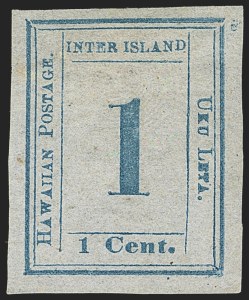 INTER ISLAND
HAWAIIAN POSTAGE.
1
UKU LETA.
1 Cent.